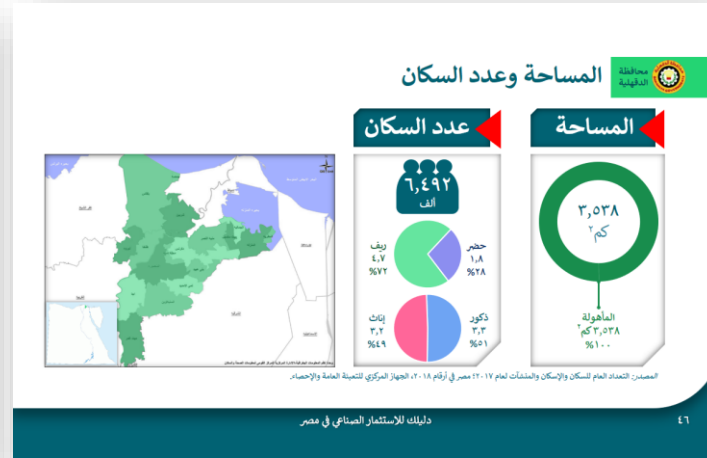 محافظة
الدقهلية
المساحة وعدد السكان
المساحة
٣,٥٣٨
كم٢
المأهولة
٣,٥٣٨ كم٢
%١٠٠
عدد السكان
٦,٤٩٢
ألف
حضر
١,٨
%٢٨
ريف
٤,٧
%٧٢
ذكور
٣,٣
%٥١
إناث
٣,٢
%٤٩
المصدر: التعداد العام للسكان والإسكان والمنشآت لعام ٢٠١٧؛ مصر في أرقام ٢٠١٨، الجهاز المركزي للتعبئة العامة والإحصاء.
٤٦
دليلك للاستثمار الصناعي في مصر
٤٦